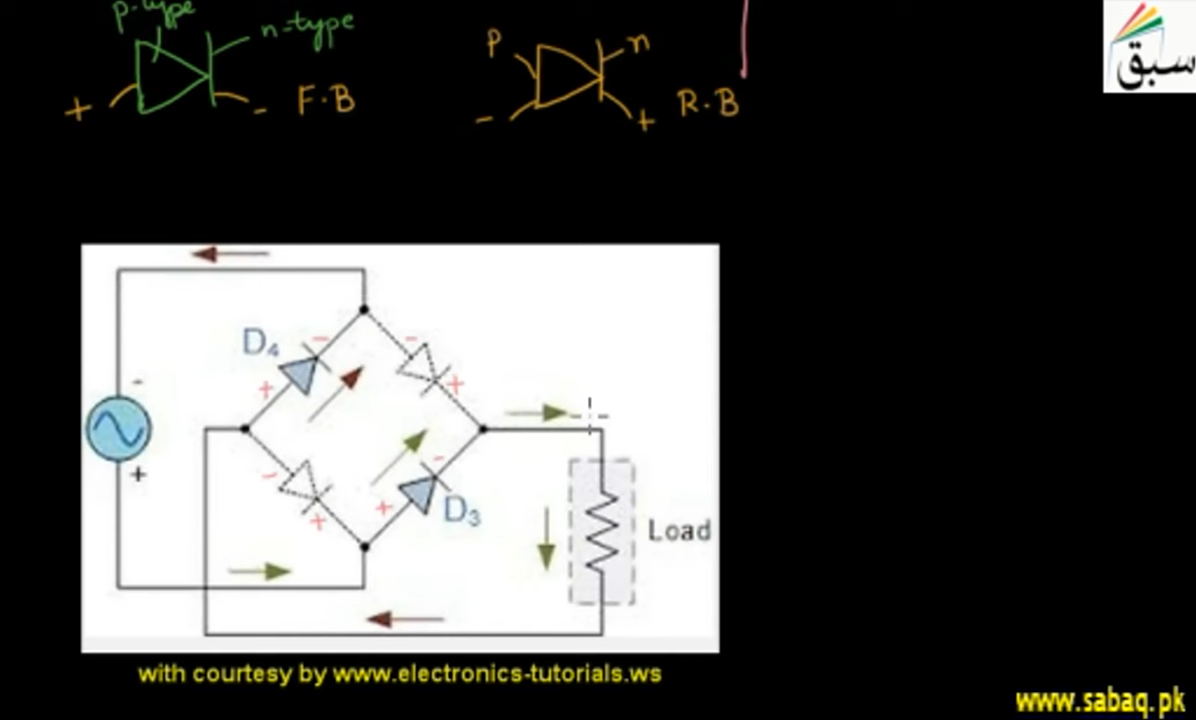 p-type
n-type
+
- F.B
P
n
-
+ R.B
سبق
D4
-
-
+
+
-
+
-
+
-
+
D3
Load
with courtesy by www.electronics-tutorials.ws
www.sabaq.pk